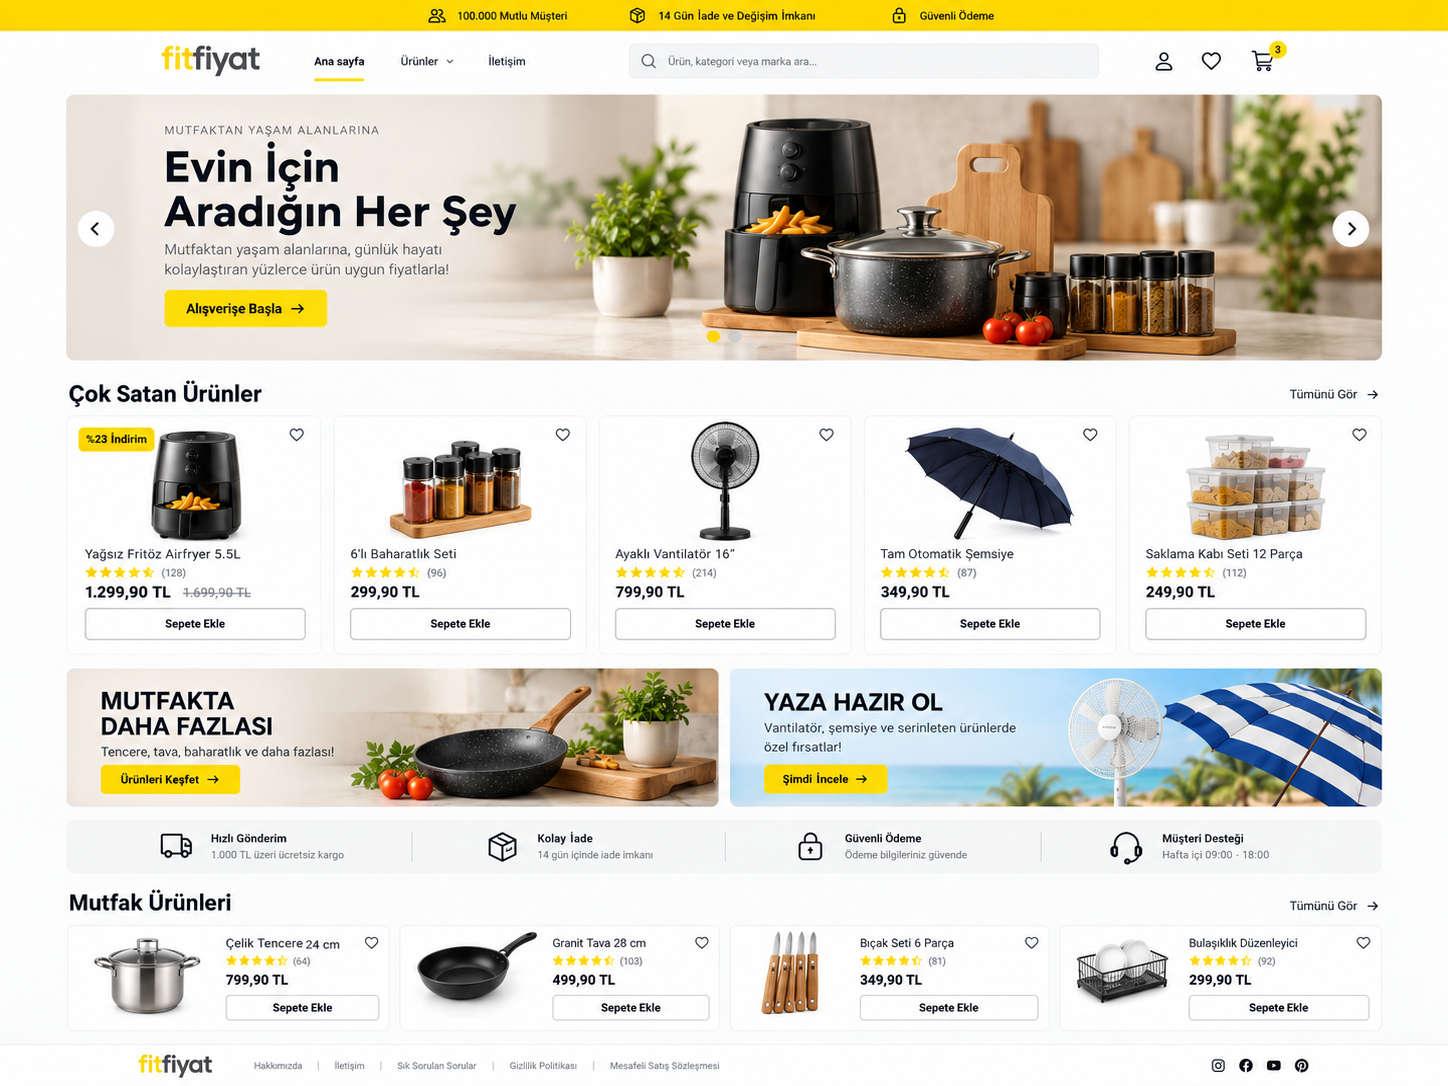 100.000 Mutlu Müşteri
14 Gün İade ve Değişim İmkanı
Güvenli Ödeme
fitfiyat
Ana sayfa
Ürünler
İletişim
Ürün, kategori veya marka ara...
3
MUTFAKTAN YAŞAM ALANLARINA
Evin İçin
Aradığın Her Şey
Mutfaktan yaşam alanlarına, günlük hayatı
kolaylaştıran yüzlerce ürün uygun fiyatlarla!
Alışverişe Başla →
Çok Satan Ürünler
Tümünü Gör →
%23 İndirim
Yağsız Fritöz Airfryer 5.5L
(128)
1.299,90 TL 1.699,90 TL
Sepete Ekle
6'lı Baharatlık Seti
(96)
299,90 TL
Sepete Ekle
Ayaklı Vantilatör 16"
(214)
799,90 TL
Sepete Ekle
Tam Otomatik Şemsiye
(87)
349,90 TL
Sepete Ekle
Saklama Kabı Seti 12 Parça
(112)
249,90 TL
Sepete Ekle
MUTFAKTA
DAHA FAZLASI
Tencere, tava, baharatlık ve daha fazlası!
Ürünleri Keşfet →
YAZA HAZIR OL
Vantilatör, şemsiye ve serinleten ürünlerde
özel fırsatlar!
Şimdi İncele →
Hızlı Gönderim
1.000 TL üzeri ücretsiz kargo
Kolay İade
14 gün içinde iade imkanı
Güvenli Ödeme
Ödeme bilgileriniz güvende
Müşteri Desteği
Hafta içi 09:00 - 18:00
Mutfak Ürünleri
Tümünü Gör →
Çelik Tencere 24 cm
(64)
799,90 TL
Sepete Ekle
Granit Tava 28 cm
(103)
499,90 TL
Sepete Ekle
Bıçak Seti 6 Parça
(81)
349,90 TL
Sepete Ekle
Bulaşıklık Düzenleyici
(92)
299,90 TL
Sepete Ekle
fitfiyat
Hakkımızda | İletişim | Sık Sorulan Sorular | Gizlilik Politikası | Mesafeli Satış Sözleşmesi